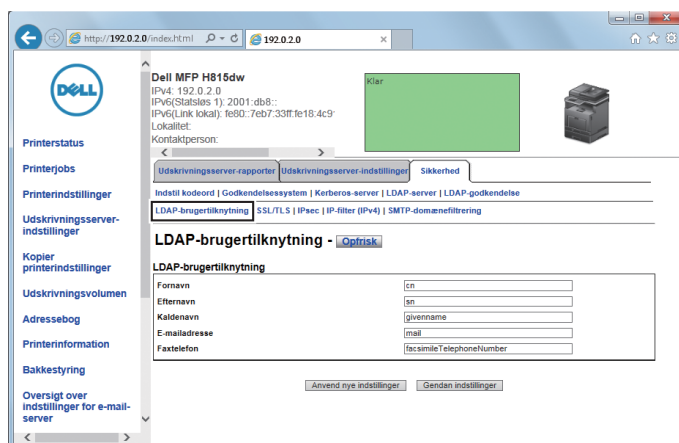 http://192.0.2.0/index.html
192.0.2.0
DELL
Dell MFP H815dw
IPv4: 192.0.2.0
IPv6(Statsløs 1): 2001:db8::
IPv6(Link lokal): fe80::7eb7:33ff:fe18:4c9
Lokalitet:
Kontaktperson:
Klar
Printerstatus
Printerjobs
Printerindstillinger
Udskrivningsserver-
indstillinger
Kopier
printerindstillinger
Udskrivningsvolumen
Adressebog
Printerinformation
Bakkestyring
Oversigt over
indstillinger for e-mail-
server
Udskrivningsserver-rapporter Udskrivningsserver-indstillinger Sikkerhed
Indstil kodeord | Godkendelsessystem | Kerberos-server | LDAP-server | LDAP-godkendelse
LDAP-brugertilknytning SSL/TLS | IPsec | IP-filter (IPv4) | SMTP-domænefiltrering
LDAP-brugertilknytning - Opfrisk
LDAP-brugertilknytning
Fornavn cn
Efternavn sn
Kaldenavn givenname
E-mailadresse mail
Faxtelefon facsimileTelephoneNumber
Anvend nye indstillinger Gendan indstillinger